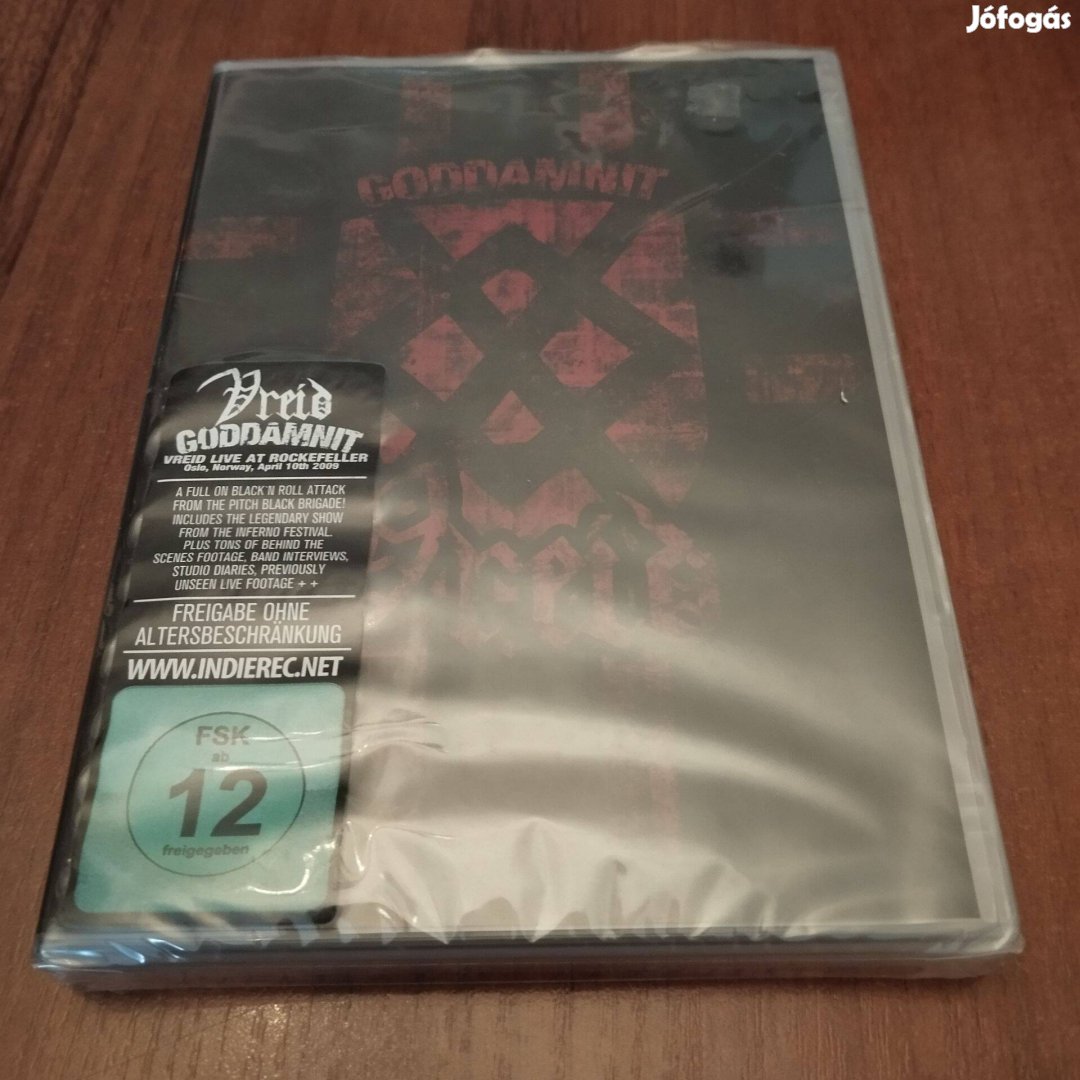 Jófogás
GODDAMNIT
Vreid
GODDAMNIT
VREID LIVE AT ROCKEFELLER
Oslo, Norway, April 10th 2009
A FULL ON BLACK'N ROLL ATTACK
FROM THE PITCH BLACK BRIGADE!
INCLUDES THE LEGENDARY SHOW
FROM THE INFERNO FESTIVAL.
PLUS TONS OF BEHIND THE
SCENES FOOTAGE, BAND INTERVIEWS,
STUDIO DIARIES, PREVIOUSLY
UNSEEN LIVE FOOTAGE + +
Vreid
FREIGABE OHNE
ALTERSBESCHRÄNKUNG
WWW.INDIEREC.NET
FSK
ab
12
freigegeben